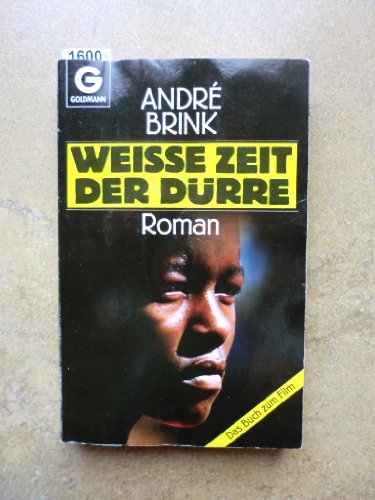 1600
G
GOLDMANN
ANDRÉ
BRINK
WEISSE ZEIT
DER DÜRRE
Roman
Das Buch zum Film